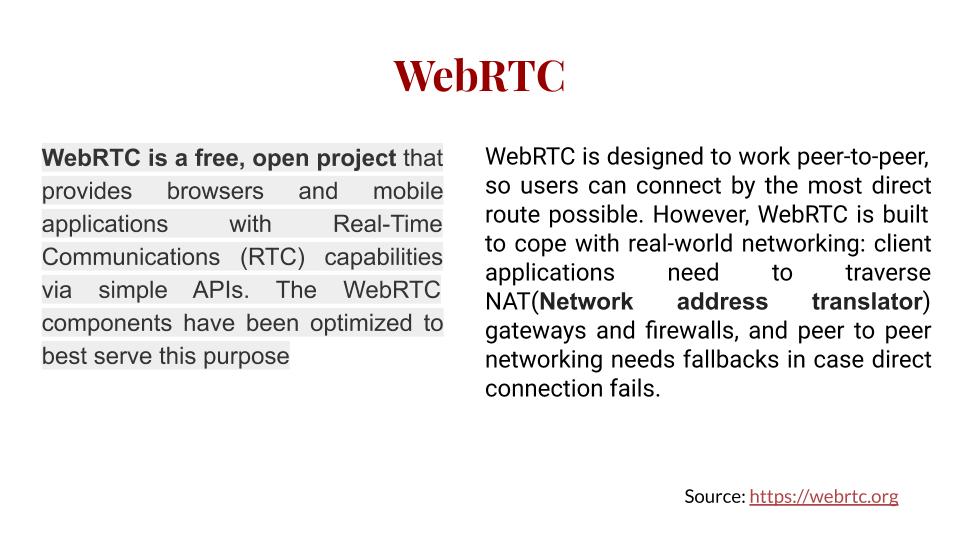 WebRTC
WebRTC is a free, open project that
provides browsers and mobile
applications with Real-Time
Communications (RTC) capabilities
via simple APIs. The WebRTC
components have been optimized to
best serve this purpose
WebRTC is designed to work peer-to-peer,
so users can connect by the most direct
route possible. However, WebRTC is built
to cope with real-world networking: client
applications need to traverse
NAT(Network address translator)
gateways and firewalls, and peer to peer
networking needs fallbacks in case direct
connection fails.
Source: https://webrtc.org